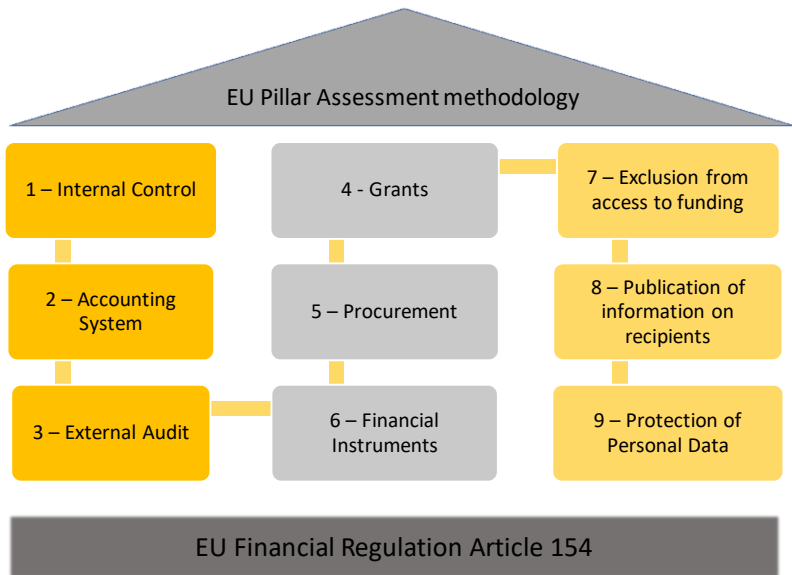 EU Pillar Assessment methodology
1 – Internal Control
2 – Accounting
System
3 – External Audit
4 - Grants
5 – Procurement
6 – Financial
Instruments
7 – Exclusion from
access to funding
8 – Publication of
information on
recipients
9 – Protection of
Personal Data
EU Financial Regulation Article 154